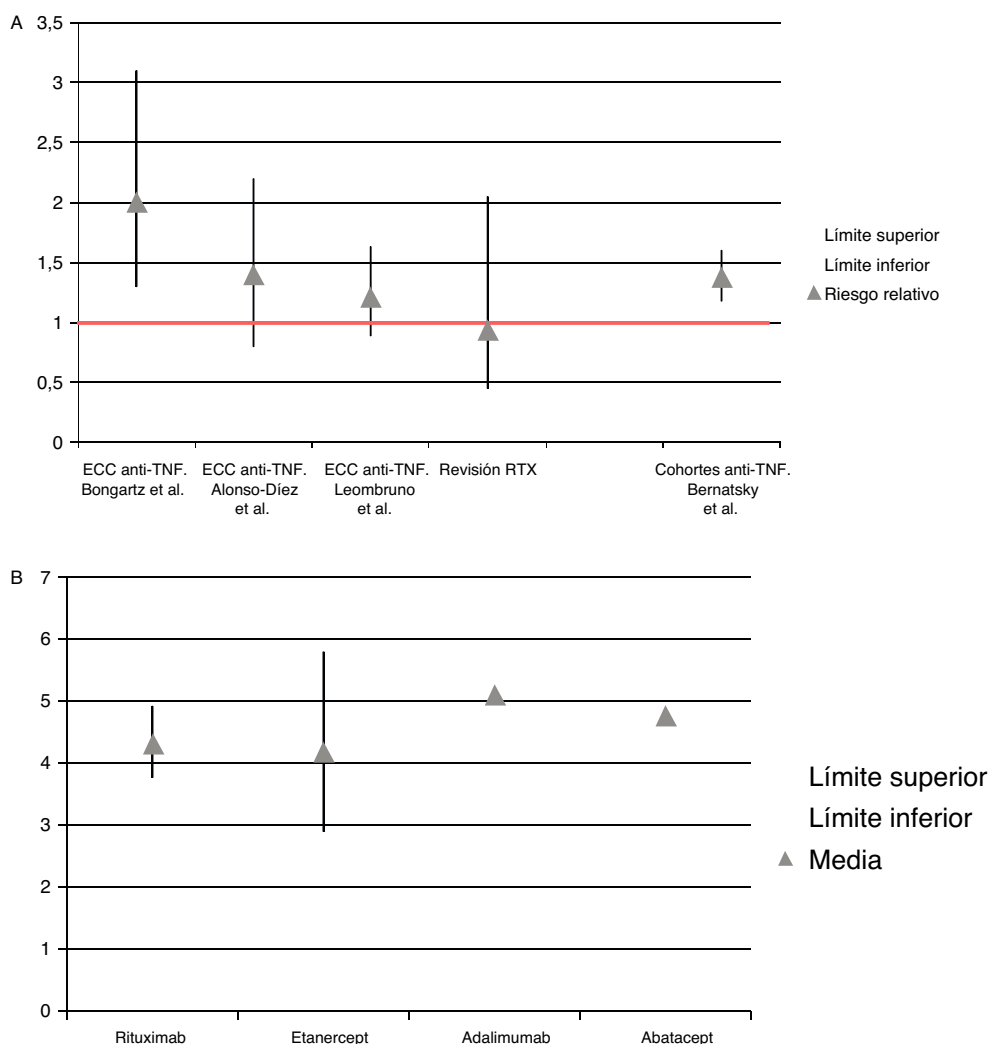 A
3,5
3
2,5
2
1,5
1
0,5
0
ECC anti-TNF.
Bongartz et al.
ECC anti-TNF.
Alonso-Díez
et al.
ECC anti-TNF.
Leombruno
et al.
Revisión RTX
Cohortes anti-TNF.
Bernatsky
et al.
Límite superior
Límite inferior
Riesgo relativo
B
7
6
5
4
3
2
1
0
Rituximab
Etanercept
Adalimumab
Abatacept
Límite superior
Límite inferior
Media